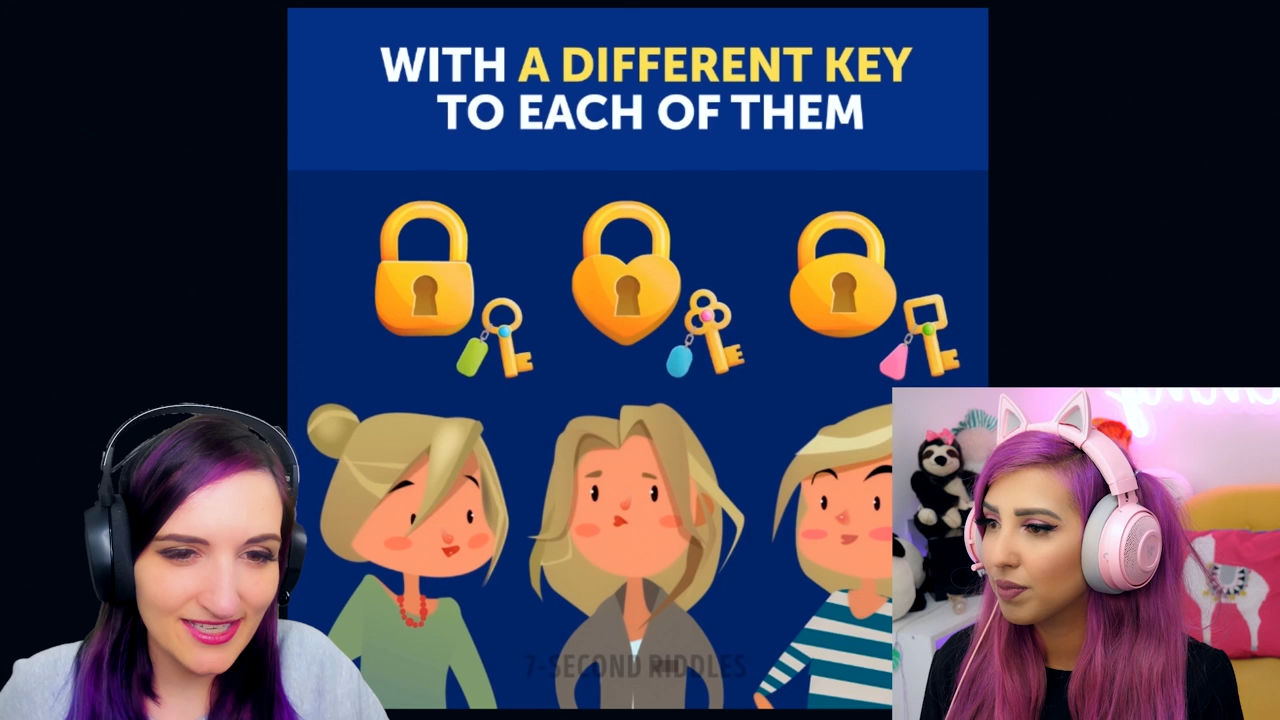 WITH A DIFFERENT KEY
TO EACH OF THEM
7-SECOND RIDDLES